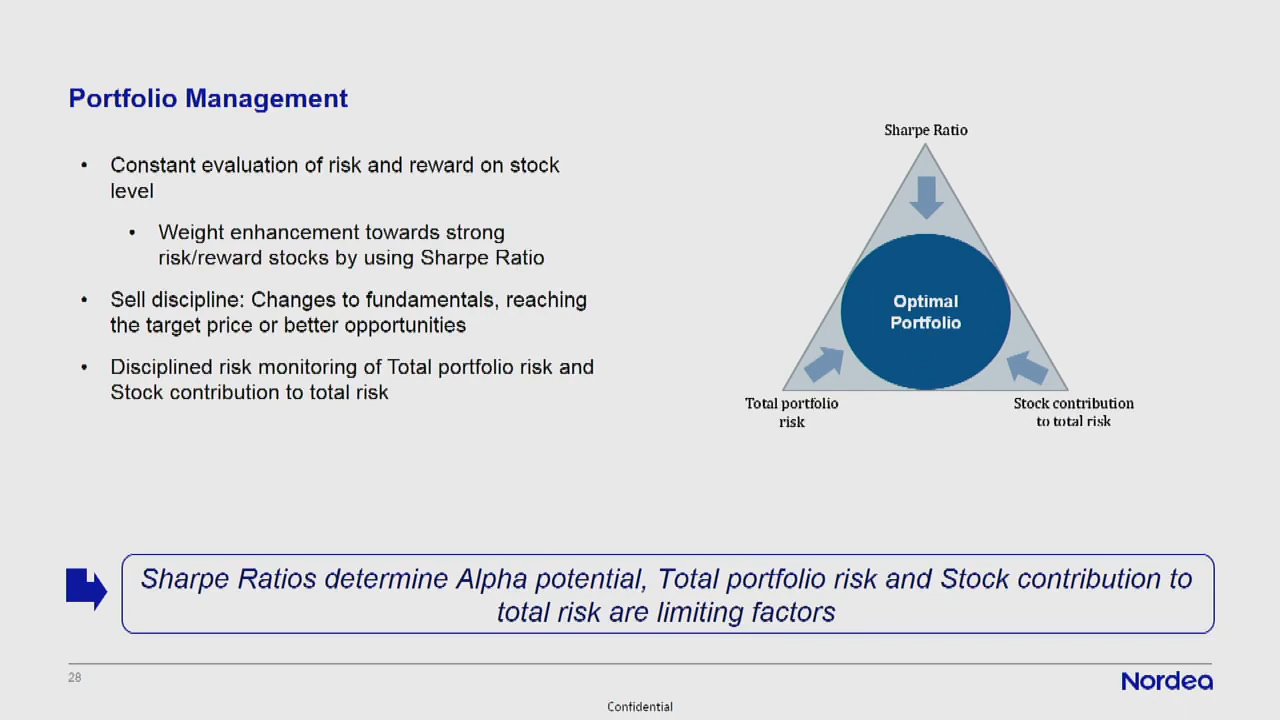 Portfolio Management
• Constant evaluation of risk and reward on stock
level
• Weight enhancement towards strong
risk/reward stocks by using Sharpe Ratio
• Sell discipline: Changes to fundamentals, reaching
the target price or better opportunities
• Disciplined risk monitoring of Total portfolio risk and
Stock contribution to total risk
Sharpe Ratio
Optimal
Portfolio
Total portfolio
risk
Stock contribution
to total risk
Sharpe Ratios determine Alpha potential, Total portfolio risk and Stock contribution to
total risk are limiting factors
28
Nordea
Confidential